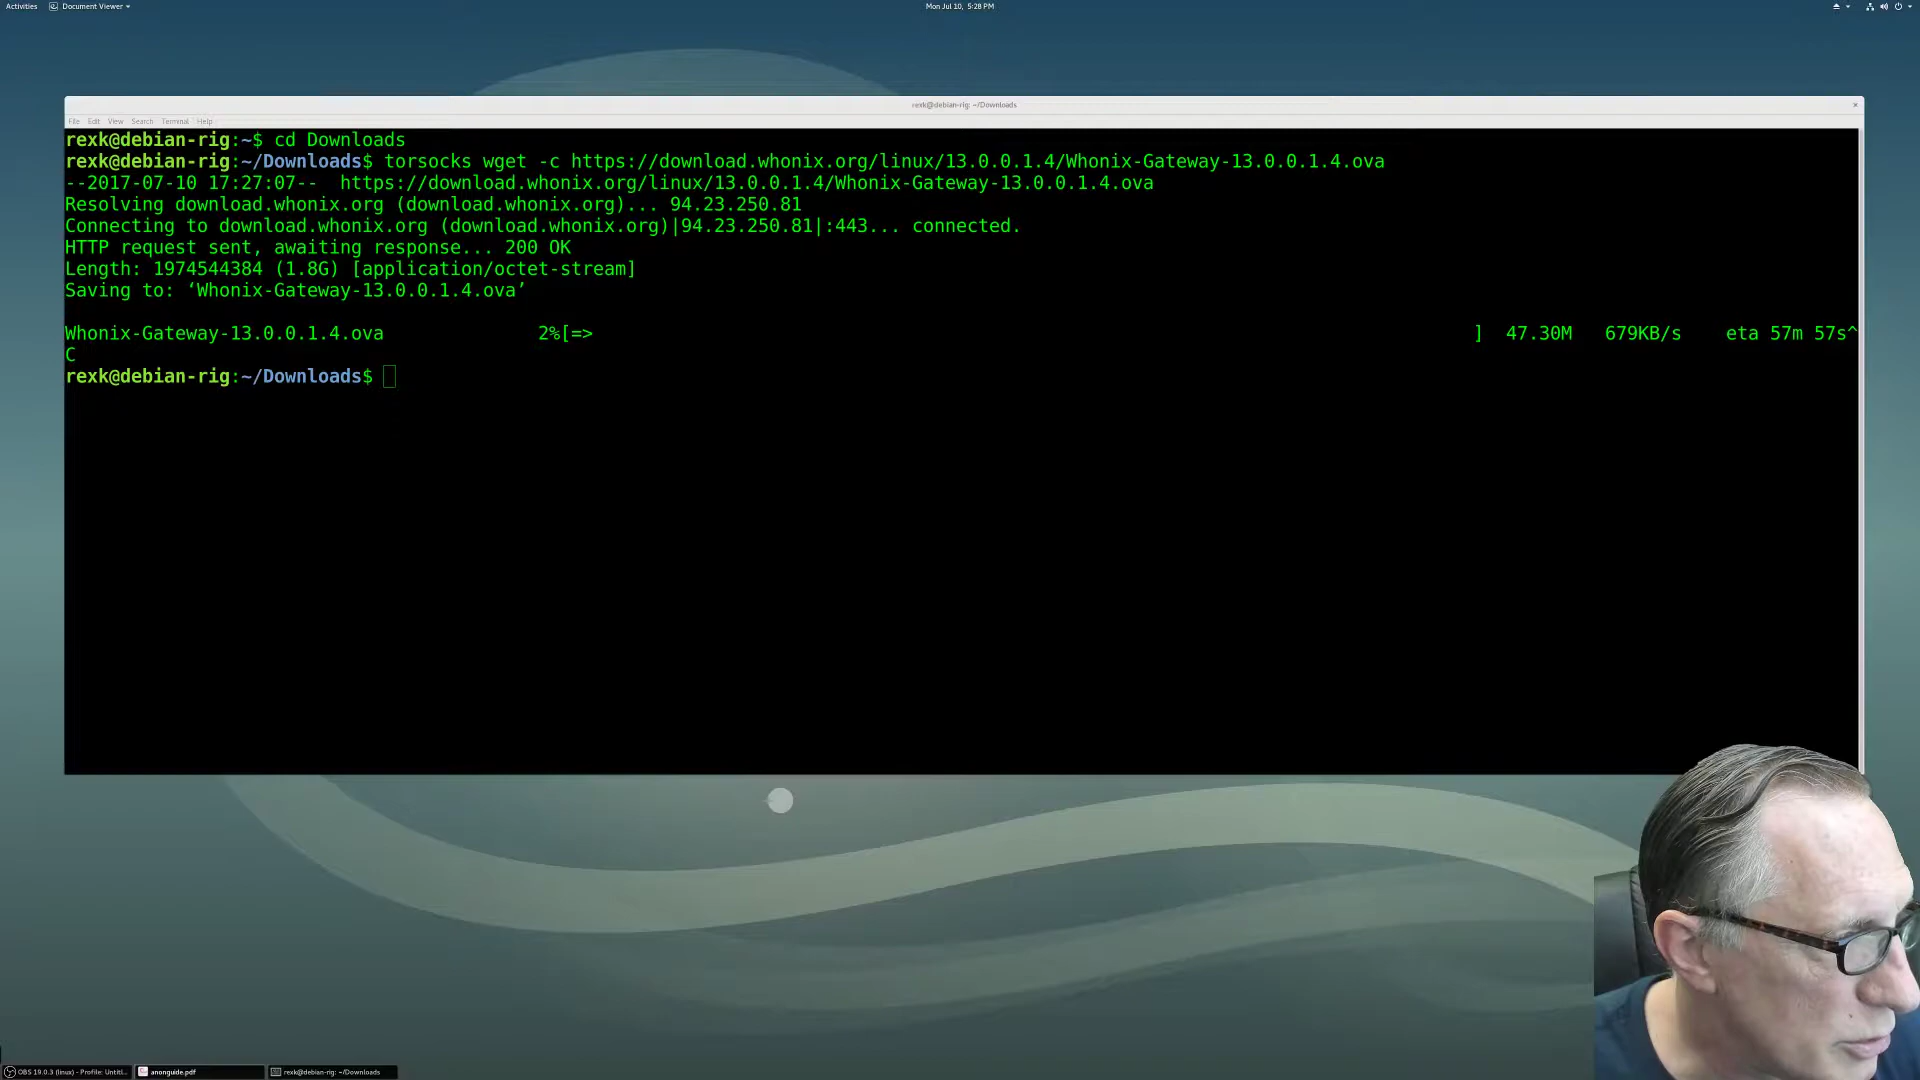 Activities Document Viewer Mon Jul 10, 5:28 PM
rexk@debian-rig: ~/Downloads
File Edit View Search Terminal Help
rexk@debian-rig:~$ cd Downloads
rexk@debian-rig:~/Downloads$ torsocks wget -c https://download.whonix.org/linux/13.0.0.1.4/Whonix-Gateway-13.0.0.1.4.ova
--2017-07-10 17:27:07--  https://download.whonix.org/linux/13.0.0.1.4/Whonix-Gateway-13.0.0.1.4.ova
Resolving download.whonix.org (download.whonix.org)... 94.23.250.81
Connecting to download.whonix.org (download.whonix.org)|94.23.250.81|:443... connected.
HTTP request sent, awaiting response... 200 OK
Length: 1974544384 (1.8G) [application/octet-stream]
Saving to: ‘Whonix-Gateway-13.0.0.1.4.ova’
Whonix-Gateway-13.0.0.1.4.ova 2%[=> ] 47.30M 679KB/s eta 57m 57s^
C
rexk@debian-rig:~/Downloads$
OBS 19.0.3 (linux) - Profile: Untitl... anonguide.pdf rexk@debian-rig: ~/Downloads